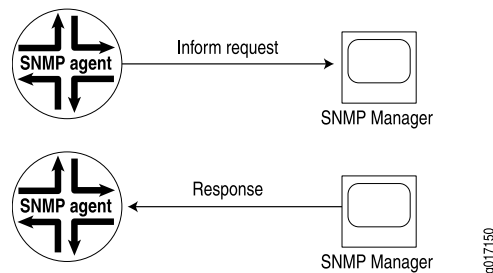 Inform request
SNMP agent
SNMP Manager
Response
SNMP agent
SNMP Manager
g017150